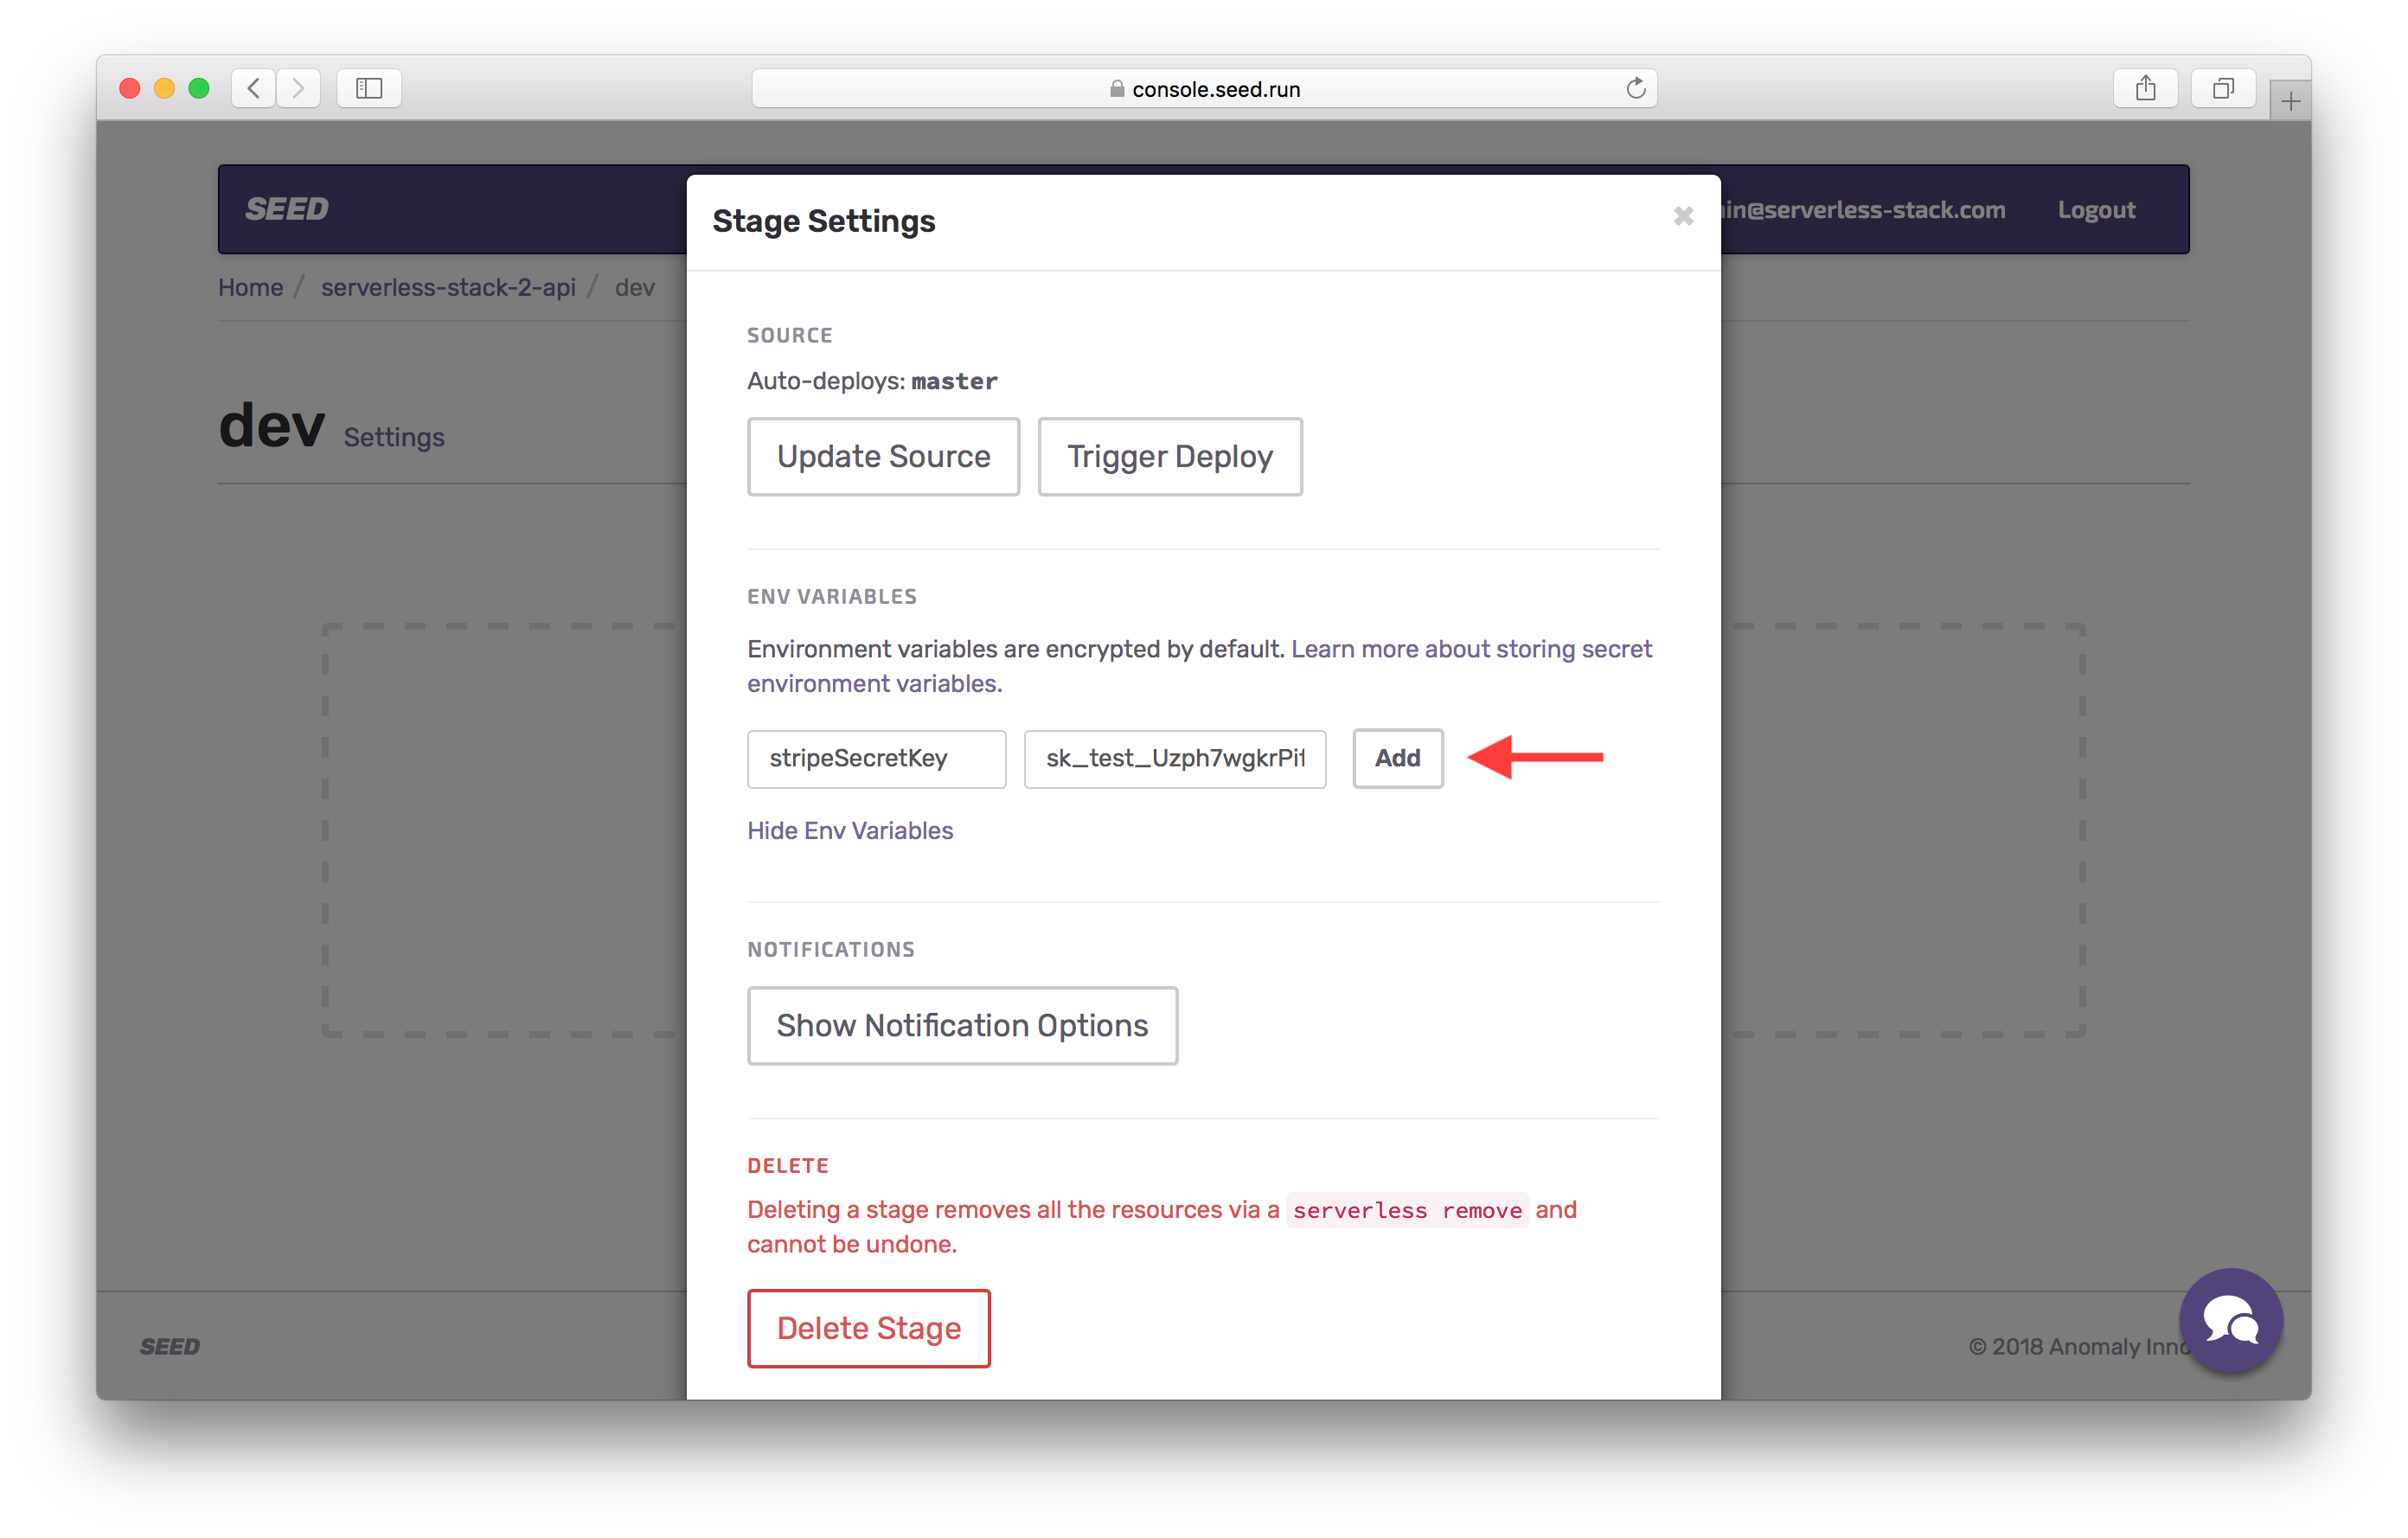 console.seed.run
SEED
in@serverless-stack.com
Logout
Home / serverless-stack-2-api / dev
dev Settings
Stage Settings
SOURCE
Auto-deploys: master
Update Source
Trigger Deploy
ENV VARIABLES
Environment variables are encrypted by default. Learn more about storing secret
environment variables.
stripeSecretKey
sk_test_Uzph7wgkrPi
Add
Hide Env Variables
NOTIFICATIONS
Show Notification Options
DELETE
Deleting a stage removes all the resources via a serverless remove and
cannot be undone.
Delete Stage
SEED
© 2018 Anomaly Inn